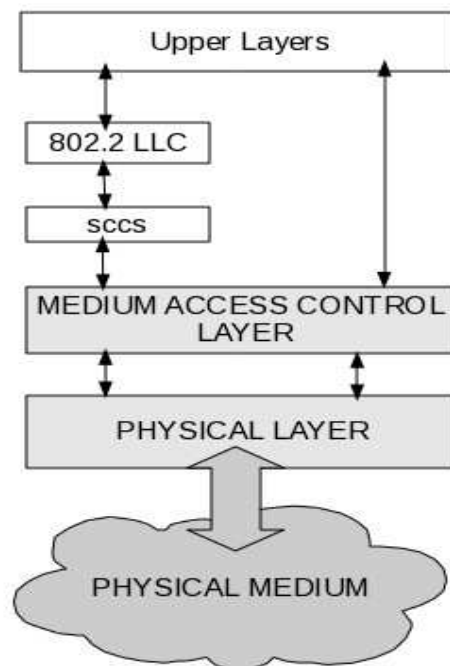 Upper Layers
802.2 LLC
sccs
MEDIUM ACCESS CONTROL
LAYER
PHYSICAL LAYER
PHYSICAL MEDIUM